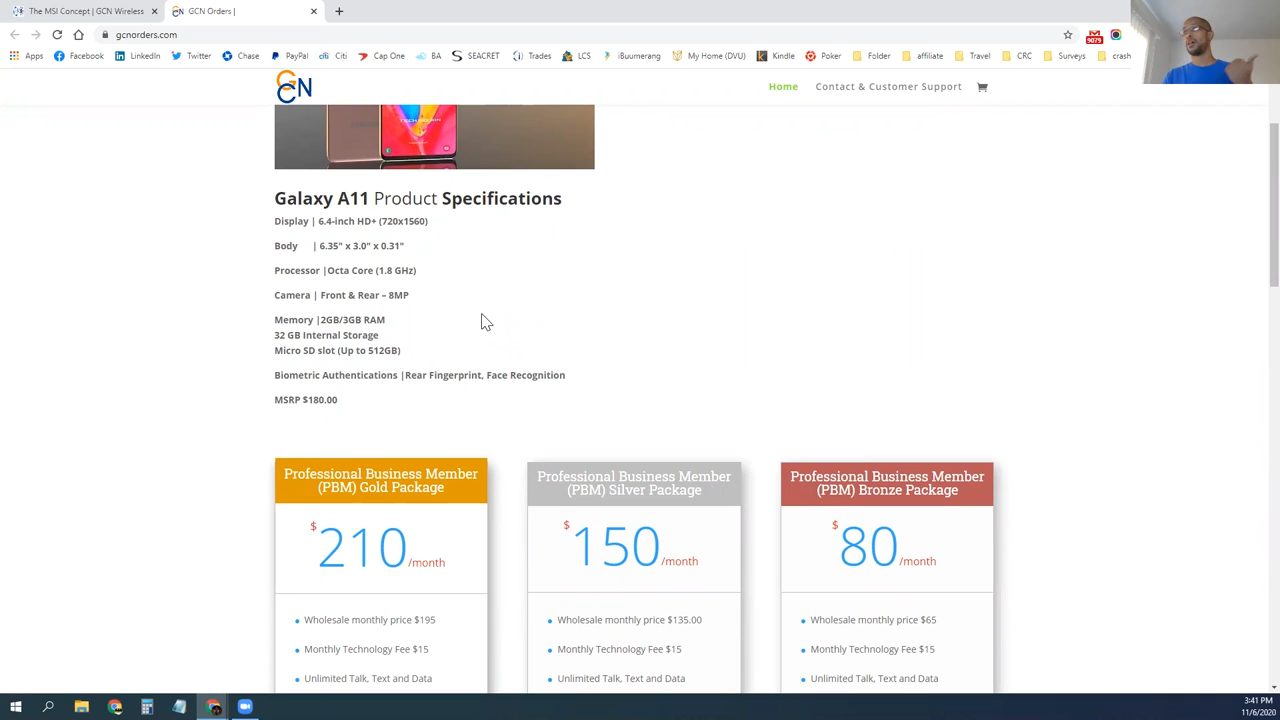 The MSI Concept | GCN Wireless
GCN Orders |
gcnorders.com
9079
Apps Facebook LinkedIn Twitter Chase PayPal Citi Cap One BA SEACRET Trades LCS iBuumerang My Home (DVU) Kindle Poker Folder affiliate Travel CRC Surveys crash
GCN
Home Contact & Customer Support
Galaxy A11 Product Specifications
Display | 6.4-inch HD+ (720x1560)
Body | 6.35" x 3.0" x 0.31"
Processor |Octa Core (1.8 GHz)
Camera | Front & Rear – 8MP
Memory |2GB/3GB RAM
32 GB Internal Storage
Micro SD slot (Up to 512GB)
Biometric Authentications |Rear Fingerprint, Face Recognition
MSRP $180.00
Professional Business Member
(PBM) Gold Package
$210/month
Wholesale monthly price $195
Monthly Technology Fee $15
Unlimited Talk, Text and Data
Professional Business Member
(PBM) Silver Package
$150/month
Wholesale monthly price $135.00
Monthly Technology Fee $15
Unlimited Talk, Text and Data
Professional Business Member
(PBM) Bronze Package
$80/month
Wholesale monthly price $65
Monthly Technology Fee $15
Unlimited Talk, Text and Data
3:41 PM
11/6/2020